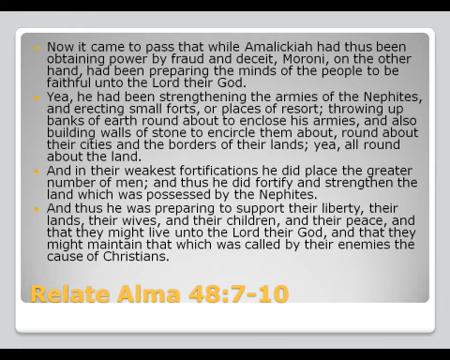 Now it came to pass that while Amalickiah had thus been
obtaining power by fraud and deceit, Moroni, on the other
hand, had been preparing the minds of the people to be
faithful unto the Lord their God.
Yea, he had been strengthening the armies of the Nephites,
and erecting small forts, or places of resort; throwing up
banks of earth round about to enclose his armies, and also
building walls of stone to encircle them about, round about
their cities and the borders of their lands; yea, all round
about the land.
And in their weakest fortifications he did place the greater
number of men; and thus he did fortify and strengthen the
land which was possessed by the Nephites.
And thus he was preparing to support their liberty, their
lands, their wives, and their children, and their peace, and
that they might live unto the Lord their God, and that they
might maintain that which was called by their enemies the
cause of Christians.
Relate Alma 48:7-10